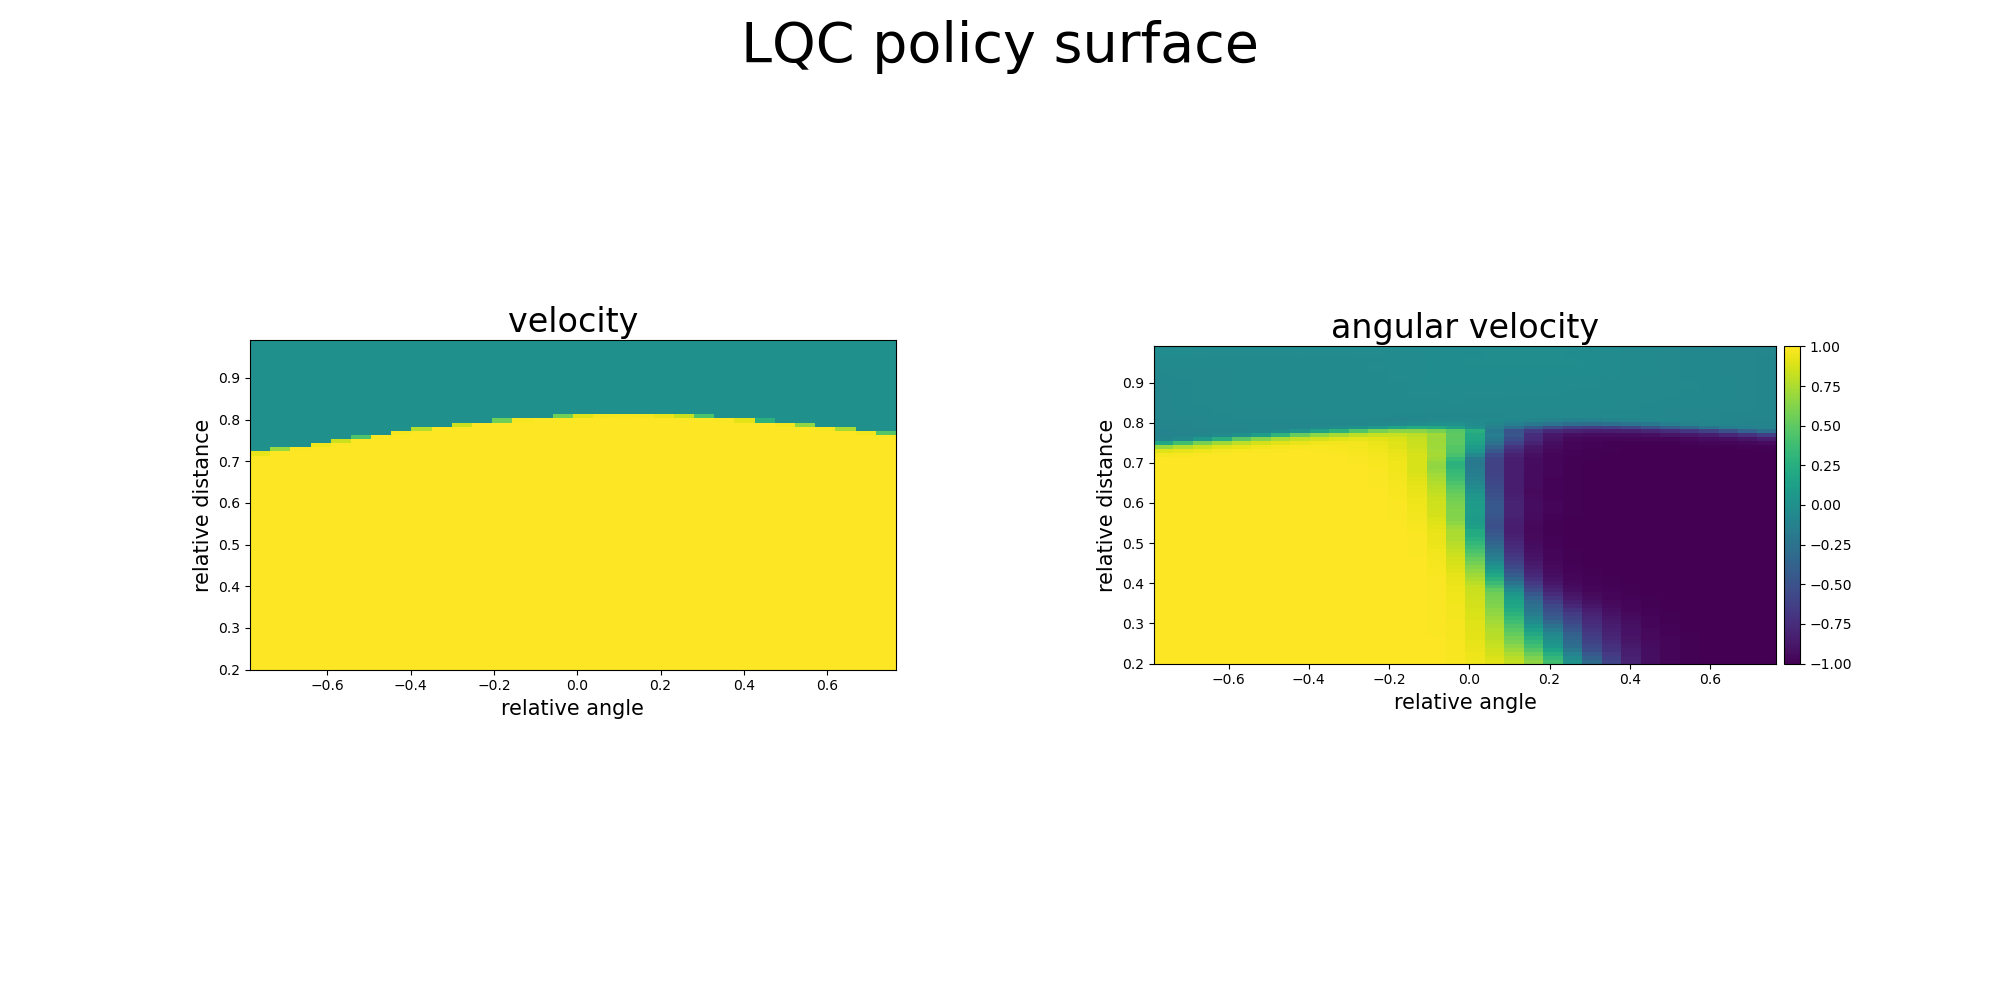 LQC policy surface
velocity
relative distance
0.9
0.8
0.7
0.6
0.5
0.4
0.3
0.2
−0.6 −0.4 −0.2 0.0 0.2 0.4 0.6
relative angle
angular velocity
relative distance
0.9
0.8
0.7
0.6
0.5
0.4
0.3
0.2
−0.6 −0.4 −0.2 0.0 0.2 0.4 0.6
relative angle
1.00
0.75
0.50
0.25
0.00
−0.25
−0.50
−0.75
−1.00